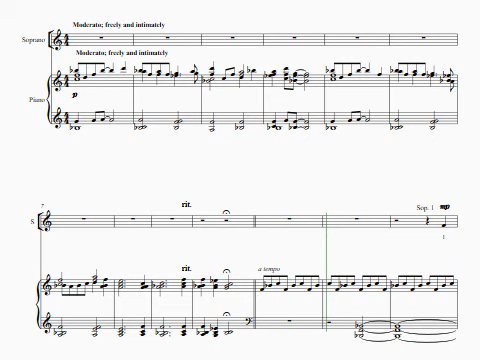 Moderato; freely and intimately
Soprano
Moderato; freely and intimately
Piano
p
7
rit.
Sop. 1
mp
S
I
rit.
a tempo